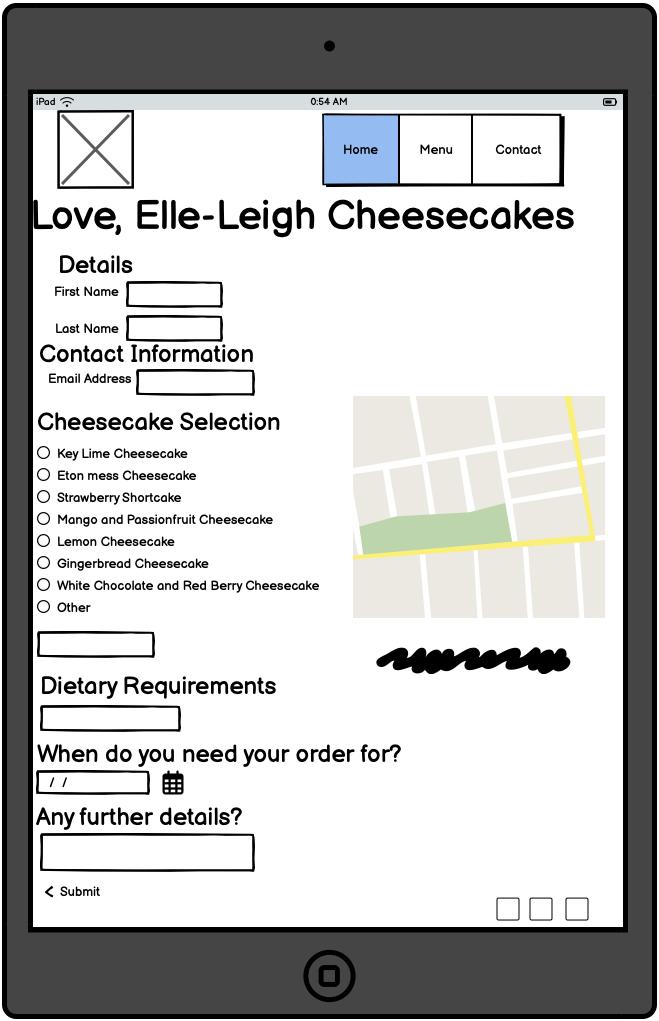 iPad 0:54 AM
Home Menu Contact
Love, Elle-Leigh Cheesecakes
Details
First Name
Last Name
Contact Information
Email Address
Cheesecake Selection
Key Lime Cheesecake
Eton mess Cheesecake
Strawberry Shortcake
Mango and Passionfruit Cheesecake
Lemon Cheesecake
Gingerbread Cheesecake
White Chocolate and Red Berry Cheesecake
Other
Dietary Requirements
When do you need your order for?
/ /
Any further details?
< Submit